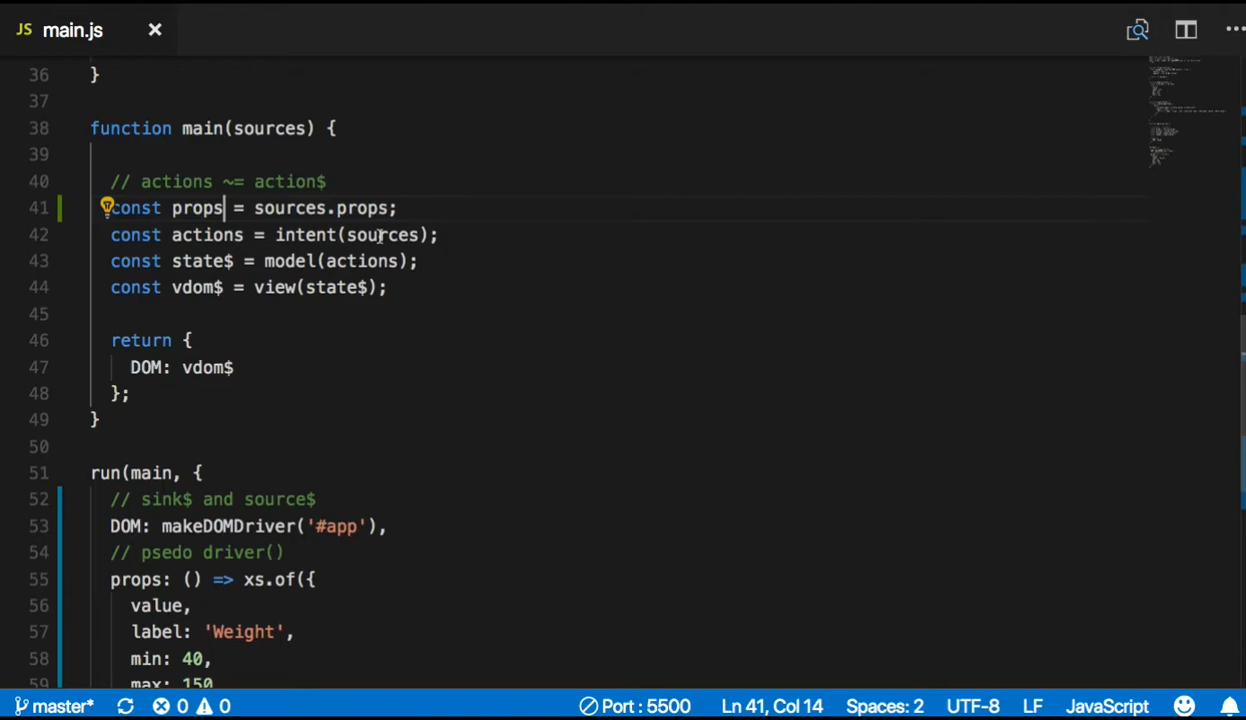 JS main.js
36 }
37
38 function main(sources) {
39
40 // actions ~= action$
41 const props = sources.props;
42 const actions = intent(sources);
43 const state$ = model(actions);
44 const vdom$ = view(state$);
45
46 return {
47 DOM: vdom$
48 };
49 }
50
51 run(main, {
52 // sink$ and source$
53 DOM: makeDOMDriver('#app'),
54 // psedo driver()
55 props: () => xs.of({
56 value,
57 label: 'Weight',
58 min: 40,
59 max: 150
master* 0 0 Port : 5500 Ln 41, Col 14 Spaces: 2 UTF-8 LF JavaScript